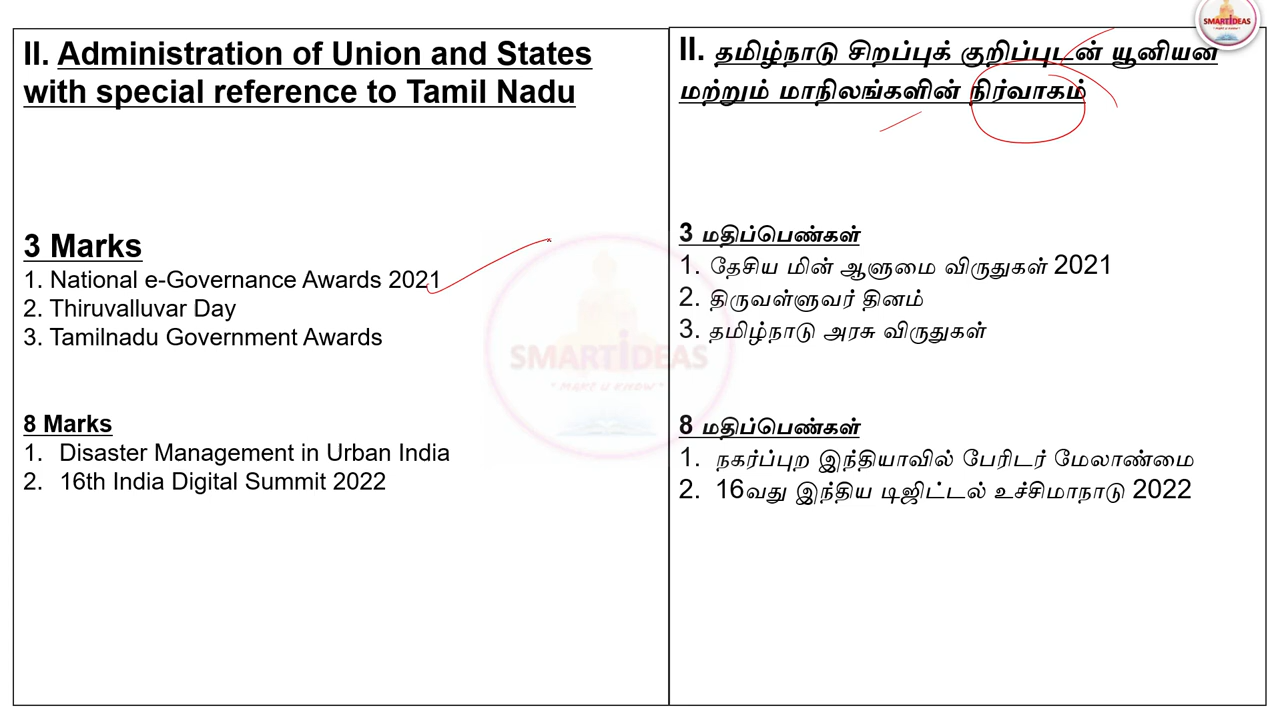 SMARTIDEAS
II. Administration of Union and States
with special reference to Tamil Nadu
3 Marks
1. National e-Governance Awards 2021
2. Thiruvalluvar Day
3. Tamilnadu Government Awards
8 Marks
1. Disaster Management in Urban India
2. 16th India Digital Summit 2022
II. தமிழ்நாடு சிறப்புக் குறிப்புடன் யூனியன்
மற்றும் மாநிலங்களின் நிர்வாகம்
3 மதிப்பெண்கள்
1. தேசிய மின் ஆளுமை விருதுகள் 2021
2. திருவள்ளுவர் தினம்
3. தமிழ்நாடு அரசு விருதுகள்
8 மதிப்பெண்கள்
1. நகர்ப்புற இந்தியாவில் பேரிடர் மேலாண்மை
2. 16வது இந்திய டிஜிட்டல் உச்சிமாநாடு 2022
SMARTIDEAS